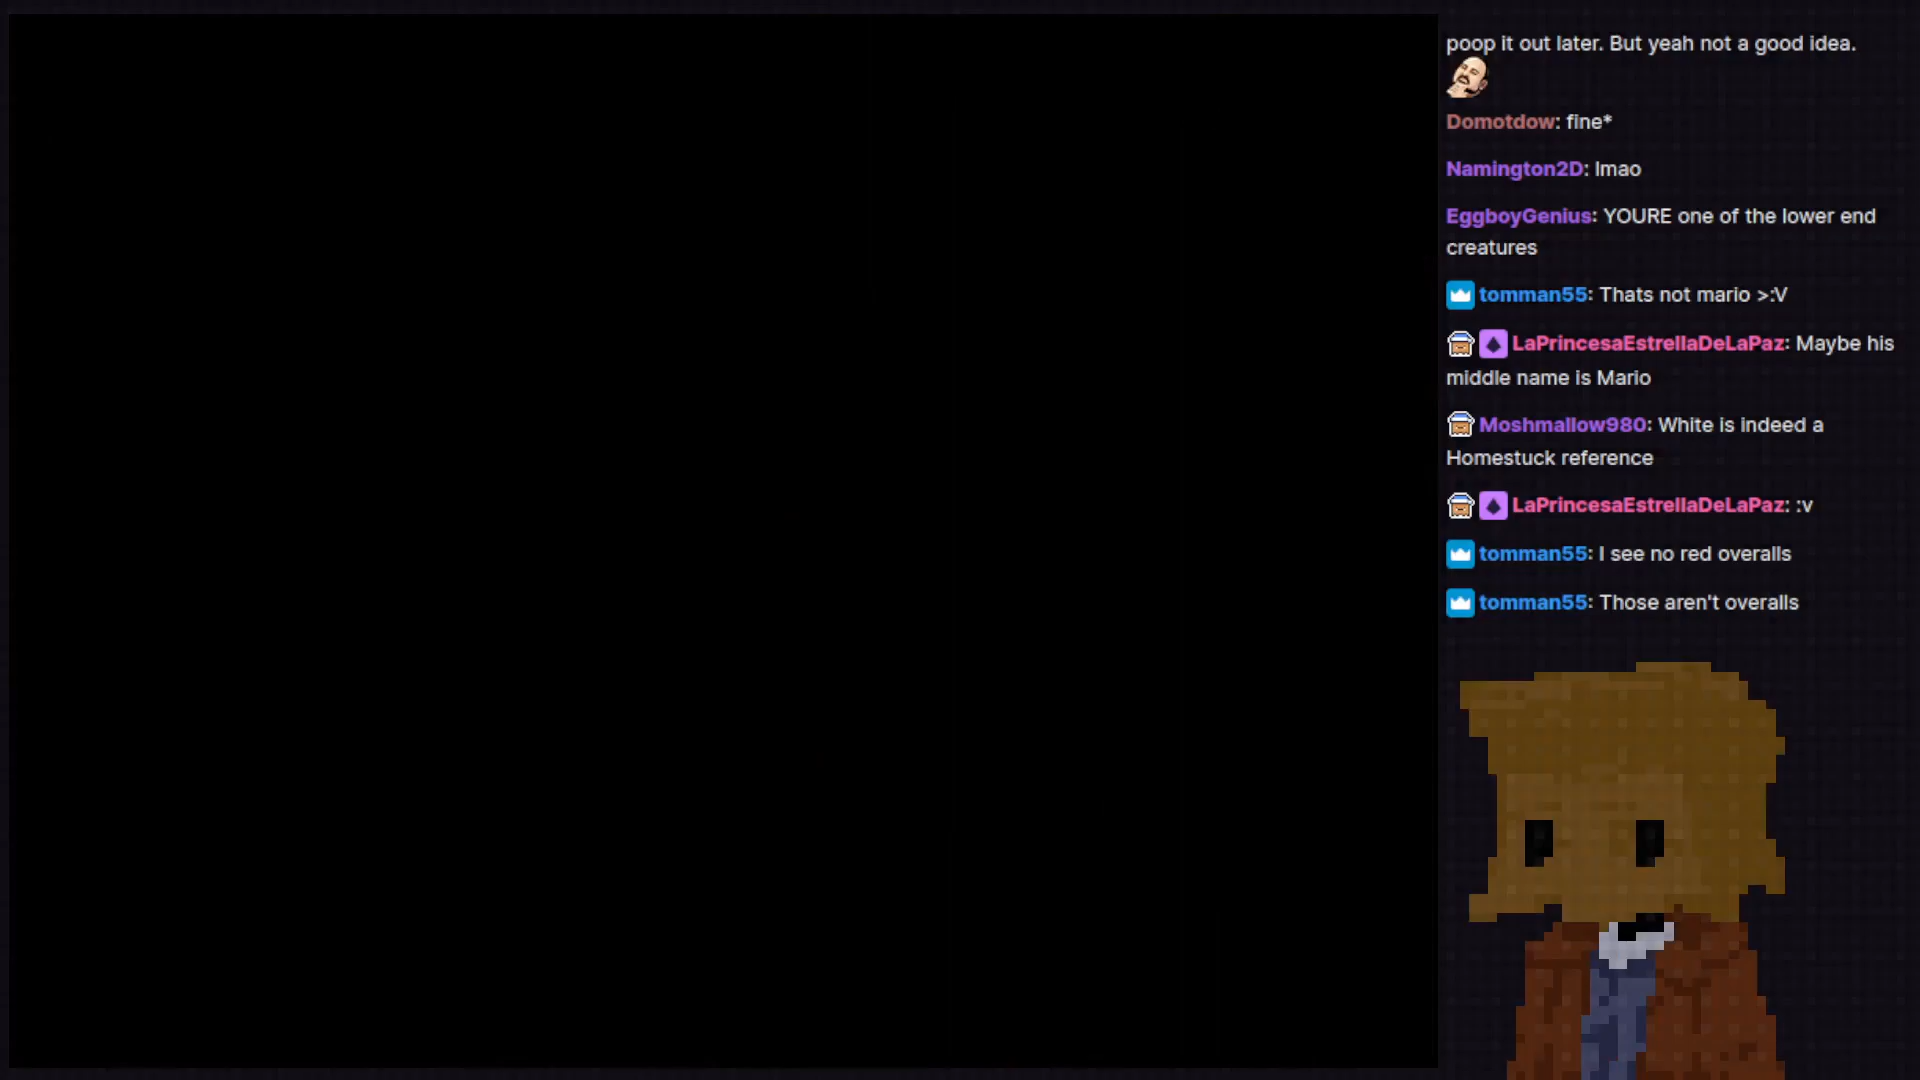 poop it out later. But yeah not a good idea.
Domotdow: fine*
Namington2D: lmao
EggboyGenius: YOURE one of the lower end
creatures
tomman55: Thats not mario >:V
LaPrincesaEstrellaDeLaPaz: Maybe his
middle name is Mario
Moshmallow980: White is indeed a
Homestuck reference
LaPrincesaEstrellaDeLaPaz: :v
tomman55: I see no red overalls
tomman55: Those aren't overalls